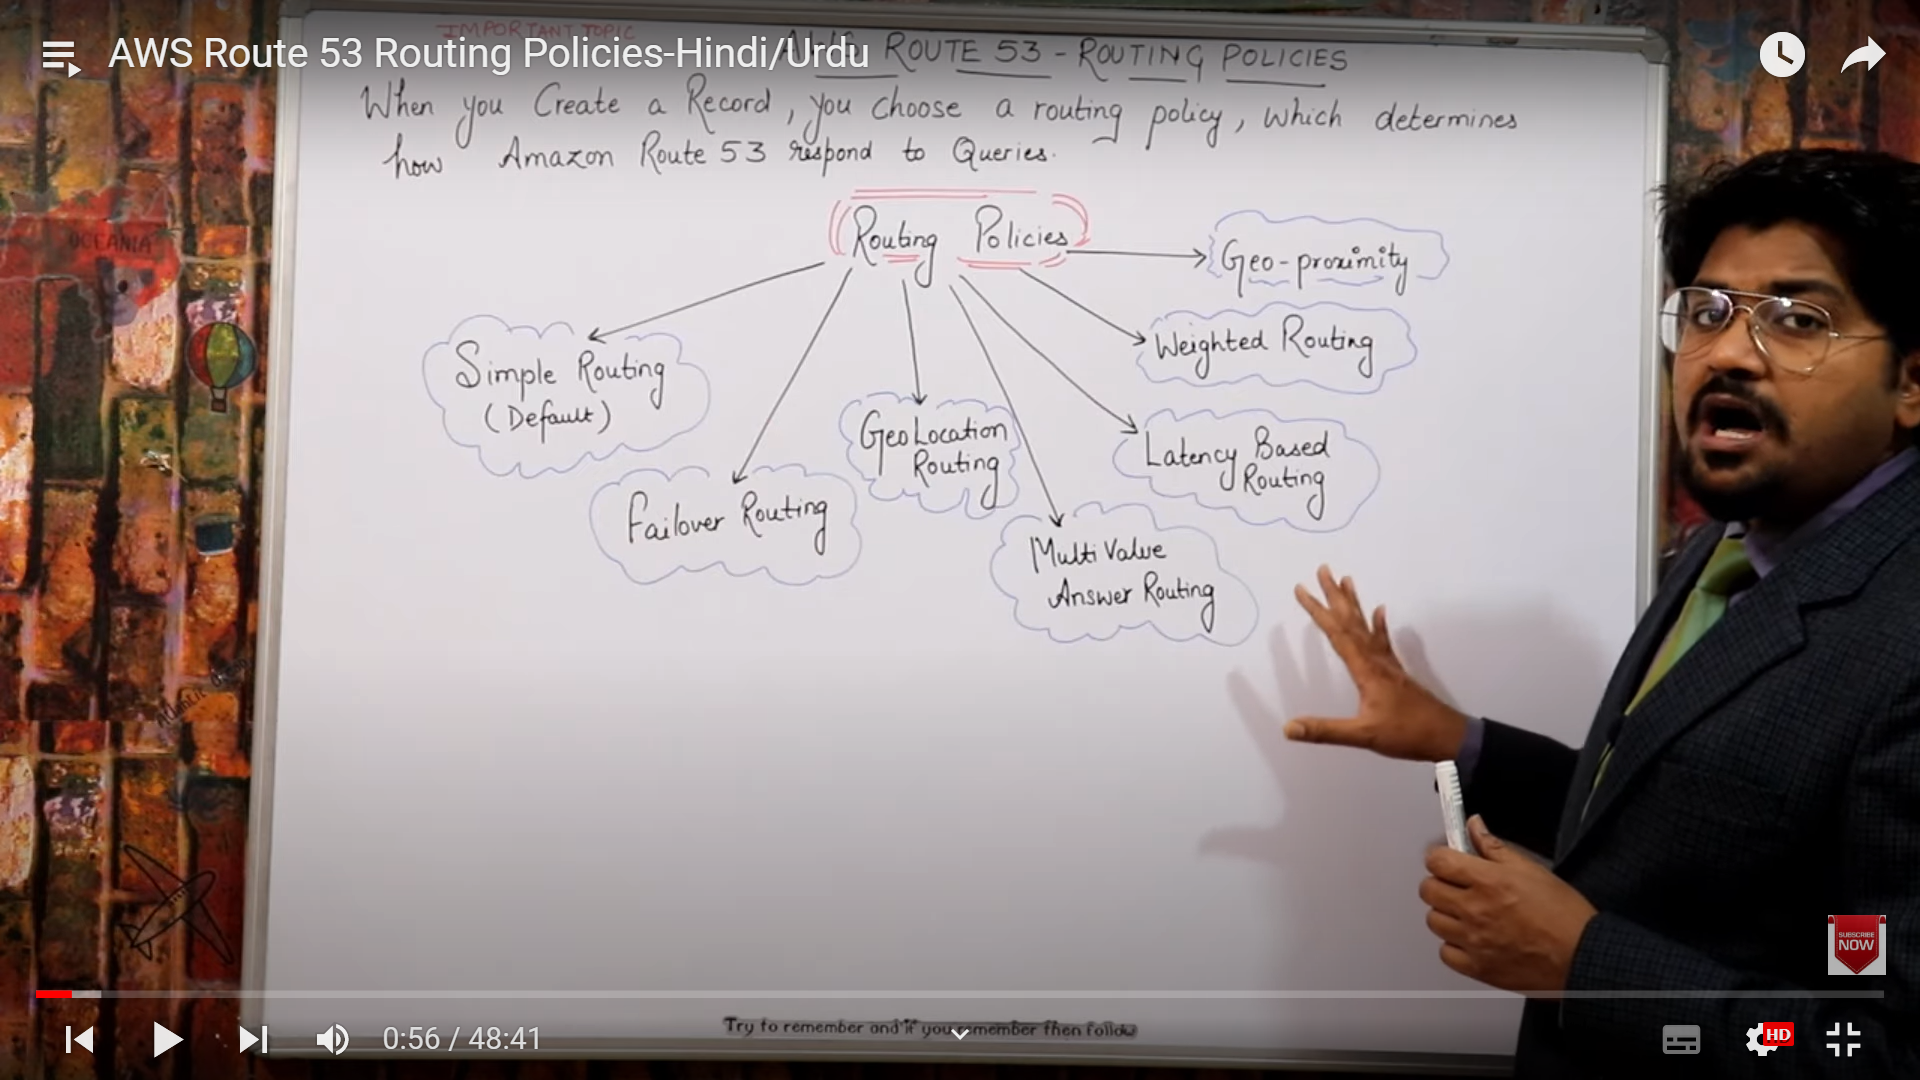 IMPORTANT TOPIC
AWS Route 53 Routing Policies-Hindi/Urdu
ROUTE 53 - ROUTING POLICIES
When you Create a Record, you choose a routing policy, which determines
how Amazon Route 53 respond to Queries.
Routing Policies
Geo-proximity
Weighted Routing
Simple Routing
(Default)
GeoLocation
Routing
Latency Based
Routing
Failover Routing
Multi Value
Answer Routing
OCEANIA
Atlantic
SUBSCRIBE
NOW
Try to remember and if you remember then follow
0:56 / 48:41
HD